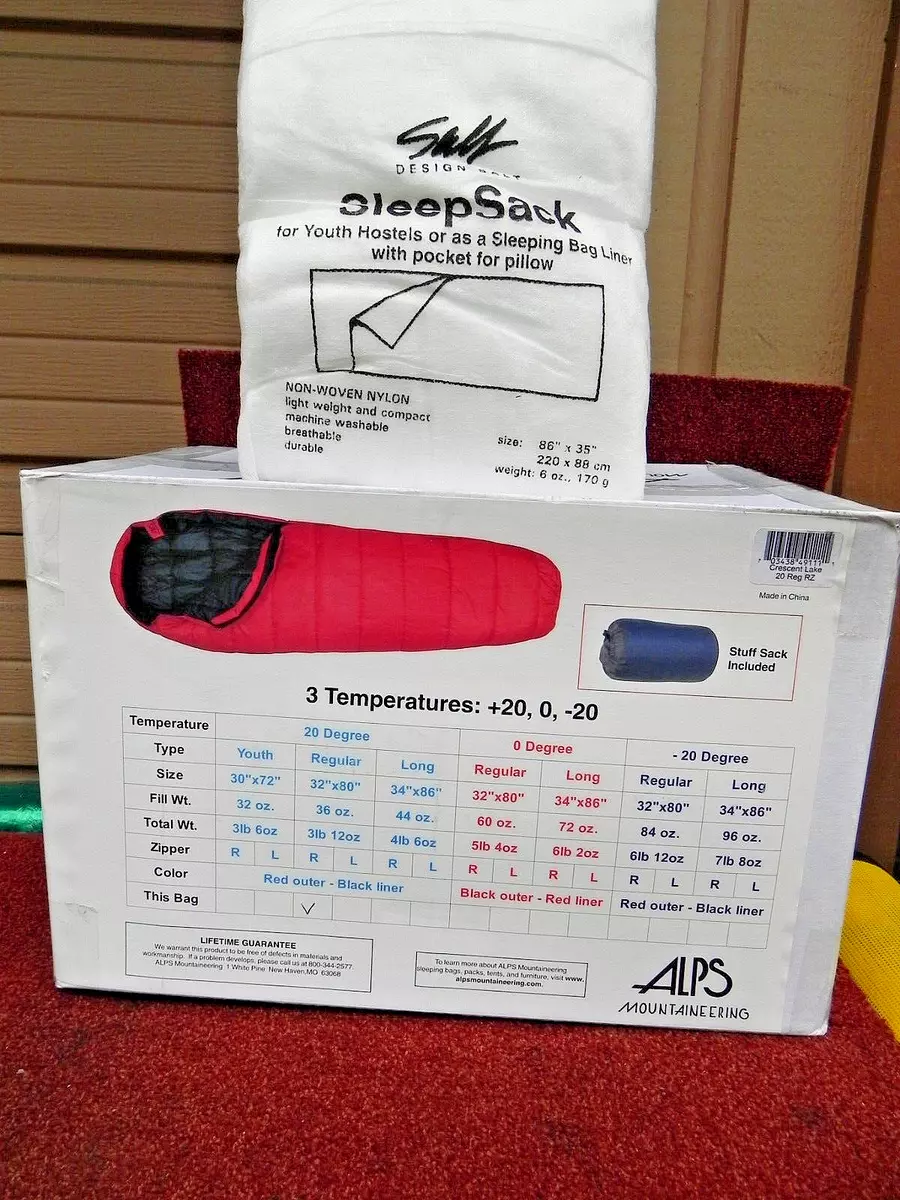 Salt
DESIGN SALT
SleepSack
for Youth Hostels or as a Sleeping Bag Liner
with pocket for pillow
NON-WOVEN NYLON
light weight and compact
machine washable
breathable
durable
size: 86" x 35"
220 x 88 cm
weight: 6 oz., 170 g
03438 49111
Crescent Lake
20 Reg RZ
Made in China
Stuff Sack
Included
3 Temperatures: +20, 0, -20
Temperature 20 Degree 0 Degree - 20 Degree
Type Youth Regular Long Regular Long Regular Long
Size 30"x72" 32"x80" 34"x86" 32"x80" 34"x86" 32"x80" 34"x86"
Fill Wt. 32 oz. 36 oz. 44 oz. 60 oz. 72 oz. 84 oz. 96 oz.
Total Wt. 3lb 6oz 3lb 12oz 4lb 6oz 5lb 4oz 6lb 2oz 6lb 12oz 7lb 8oz
Zipper R L R L R L R L R L R L R L
Color Red outer - Black liner Black outer - Red liner Red outer - Black liner
This Bag ✓
LIFETIME GUARANTEE
We warrant this product to be free of defects in materials and
workmanship. If a problem develops, please call us at 800-344-2577.
ALPS Mountaineering 1 White Pine New Haven,MO 63068
To learn more about ALPS Mountaineering
sleeping bags, packs, tents, and furniture, visit www.
alpsmountaineering.com.
ALPS
MOUNTAINEERING